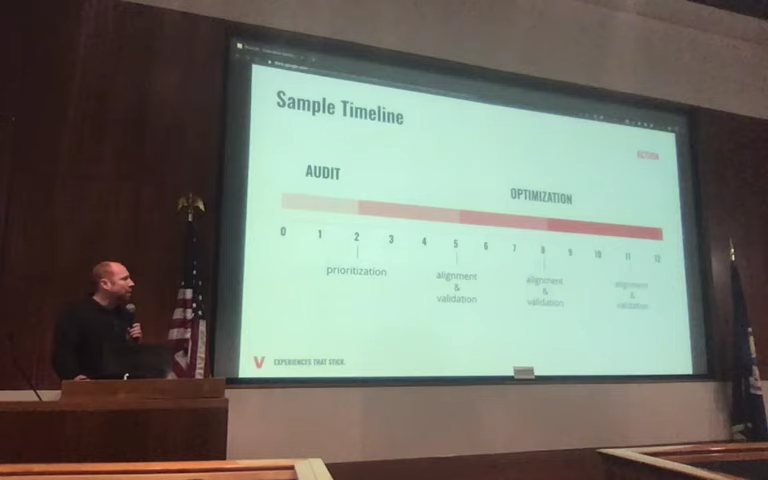 Sample Timeline
ACTION
AUDIT
OPTIMIZATION
0 1 2 3 4 5 6 7 8 9 10 11 12
prioritization
alignment
&
validation
alignment
&
validation
alignment
&
validation
V EXPERIENCES THAT STICK.